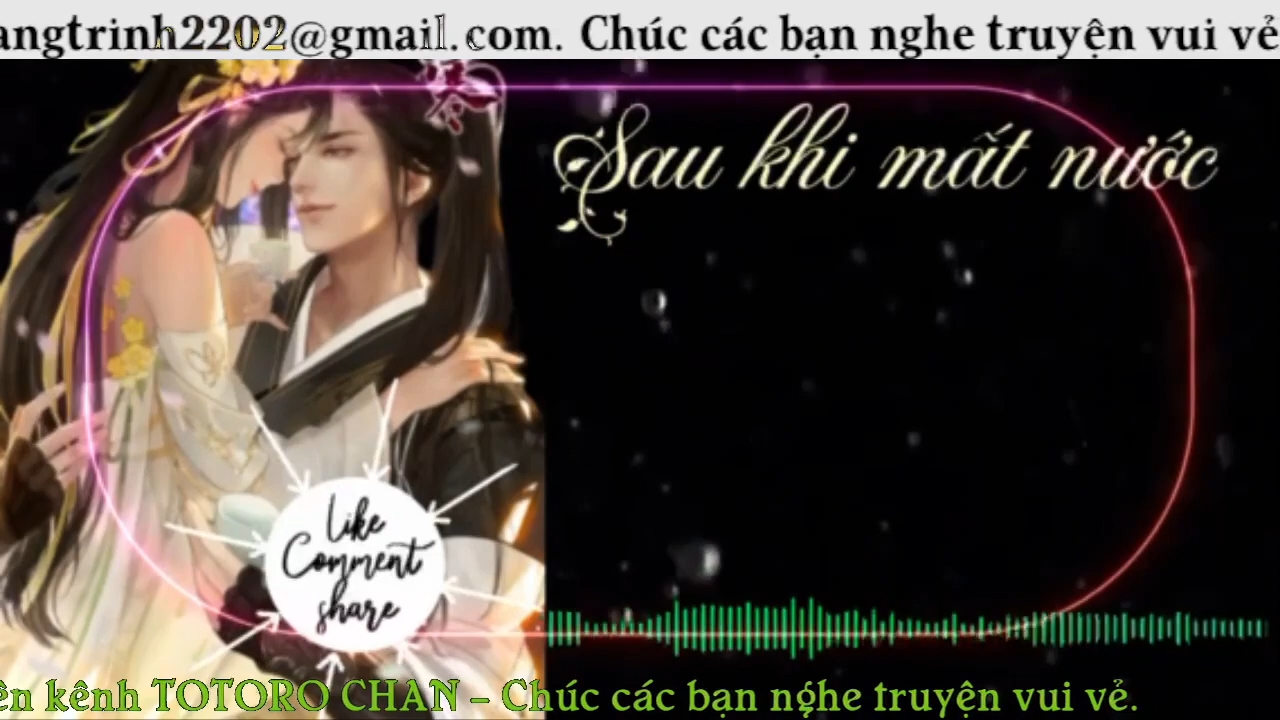 angtrinh2202@gmail.com. Chúc các bạn nghe truyện vui vẻ
Sau khi mất nước
like
Comment
share
ên kênh TOTORO CHAN - Chúc các bạn nghe truyện vui vẻ.